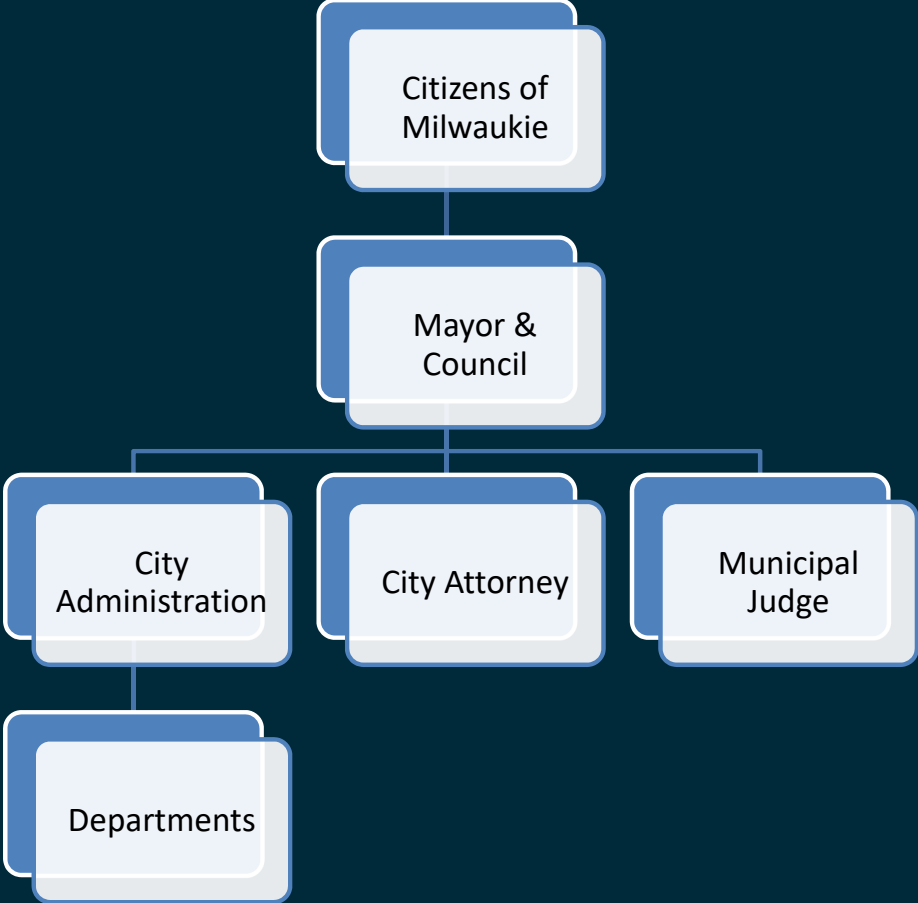 Citizens of
Milwaukie
Mayor &
Council
City
Administration
City Attorney
Municipal
Judge
Departments